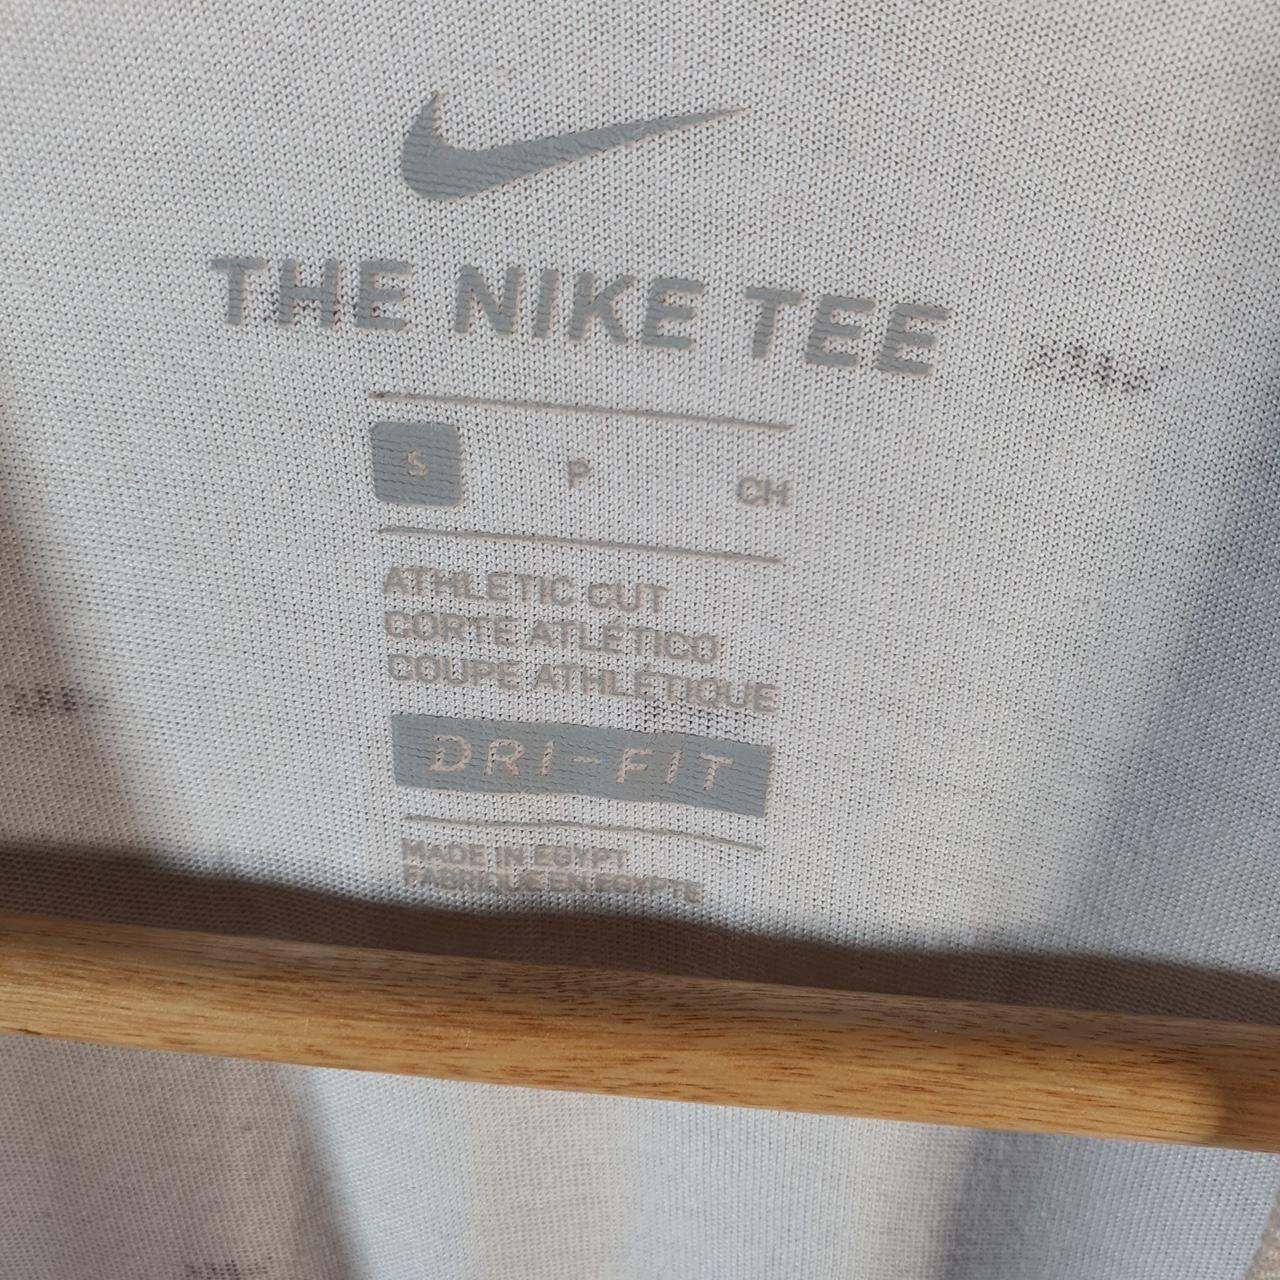 THE NIKE TEE
S P CH
ATHLETIC CUT
CORTE ATLÉTICO
COUPE ATHLÉTIQUE
DRI-FIT
MADE IN EGYPT
FABRIQUÉ EN EGYPTE